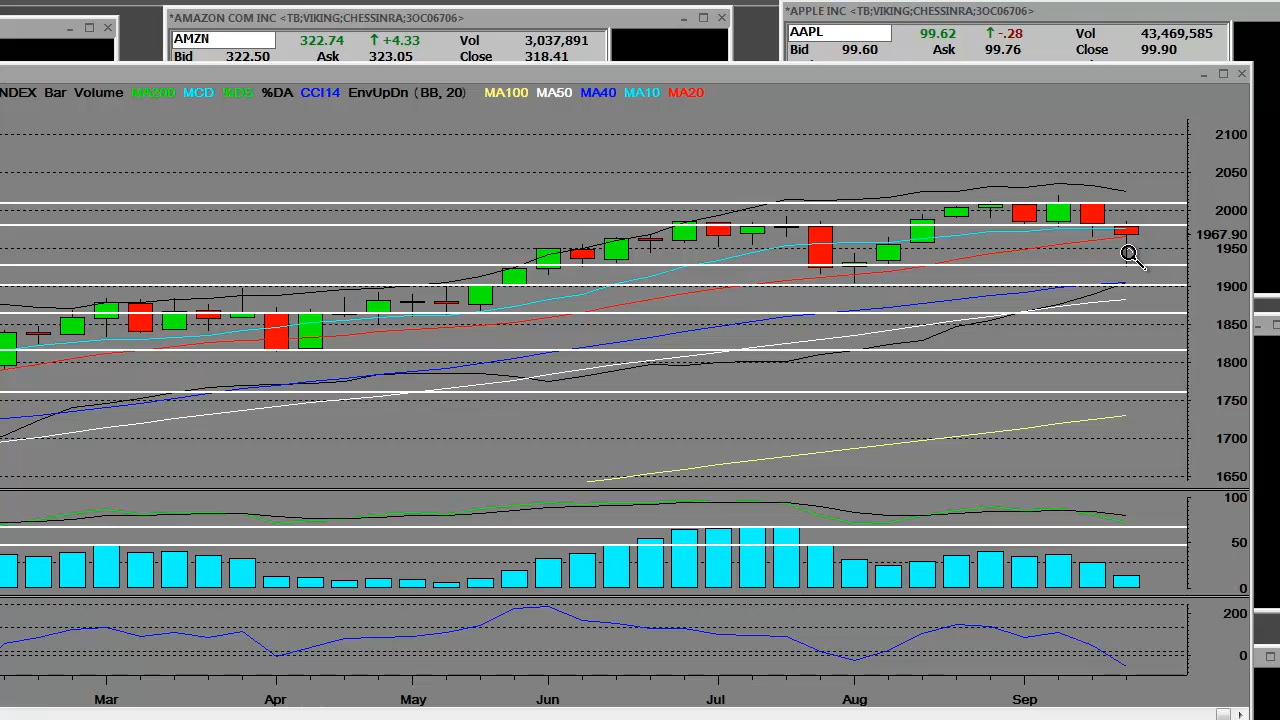 *AMAZON COM INC <TB;VIKING;CHESSINRA;3OC06706>
AMZN 322.74 +4.33 Vol 3,037,891
Bid 322.50 Ask 323.05 Close 318.41
*APPLE INC <TB;VIKING;CHESSINRA;3OC06706>
AAPL 99.62 -.28 Vol 43,469,585
Bid 99.60 Ask 99.76 Close 99.90
NDEX Bar Volume MA200 MCD %DS %DA CCI14 EnvUpDn (BB, 20) MA100 MA50 MA40 MA10 MA20
2100
2050
2000
1967.90
1950
1900
1850
1800
1750
1700
1650
100
50
0
200
0
Mar Apr May Jun Jul Aug Sep